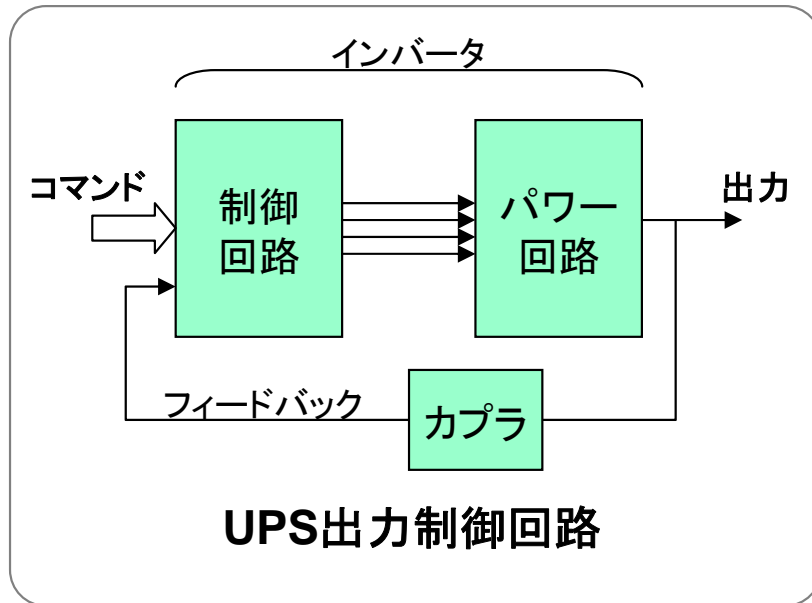 インバータ
コマンド
制御
回路
パワー
回路
出力
フィードバック
カプラ
UPS出力制御回路